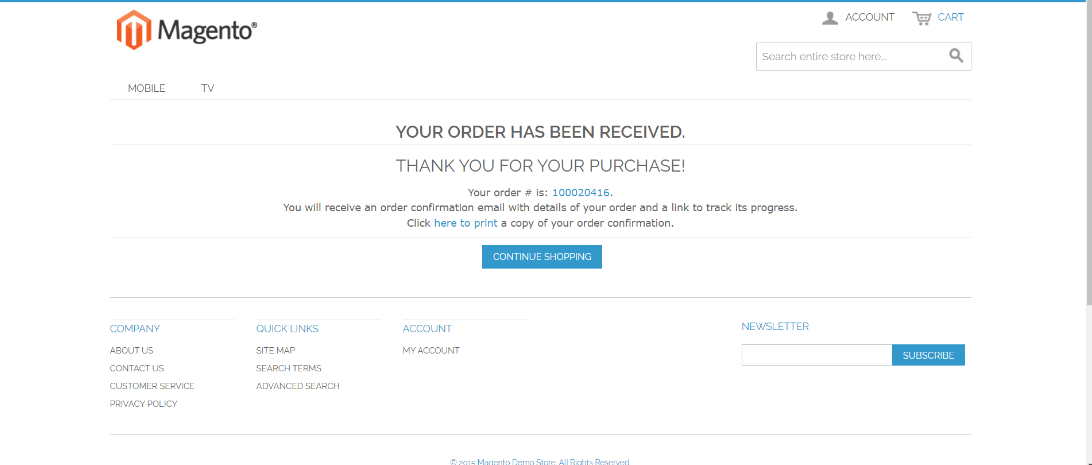 Magento®
ACCOUNT CART
Search entire store here...
MOBILE TV
YOUR ORDER HAS BEEN RECEIVED.
THANK YOU FOR YOUR PURCHASE!
Your order # is: 100020416.
You will receive an order confirmation email with details of your order and a link to track its progress.
Click here to print a copy of your order confirmation.
CONTINUE SHOPPING
COMPANY
ABOUT US
CONTACT US
CUSTOMER SERVICE
PRIVACY POLICY
QUICK LINKS
SITE MAP
SEARCH TERMS
ADVANCED SEARCH
ACCOUNT
MY ACCOUNT
NEWSLETTER
SUBSCRIBE
© 2015 Magento Demo Store. All Rights Reserved.